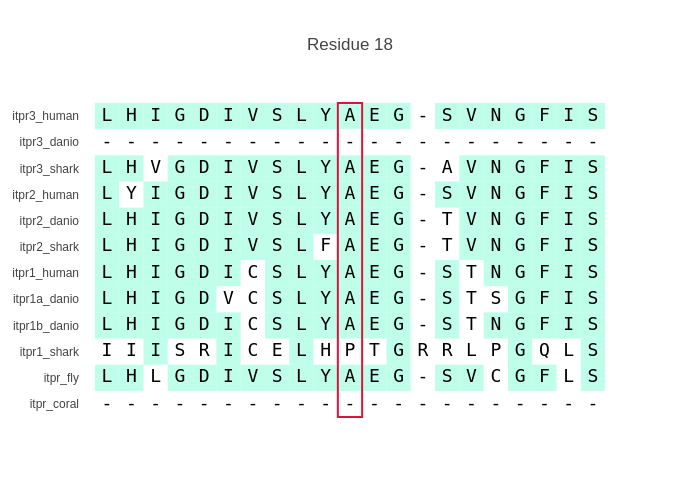 Residue 18
itpr3_human L H I G D I V S L Y A E G - S V N G F I S
itpr3_danio - - - - - - - - - - - - - - - - - - - - -
itpr3_shark L H V G D I V S L Y A E G - A V N G F I S
itpr2_human L Y I G D I V S L Y A E G - S V N G F I S
itpr2_danio L H I G D I V S L Y A E G - T V N G F I S
itpr2_shark L H I G D I V S L F A E G - T V N G F I S
itpr1_human L H I G D I C S L Y A E G - S T N G F I S
itpr1a_danio L H I G D V C S L Y A E G - S T S G F I S
itpr1b_danio L H I G D I C S L Y A E G - S T N G F I S
itpr1_shark I I I S R I C E L H P T G R R L P G Q L S
itpr_fly L H L G D I V S L Y A E G - S V C G F L S
itpr_coral - - - - - - - - - - - - - - - - - - - - -